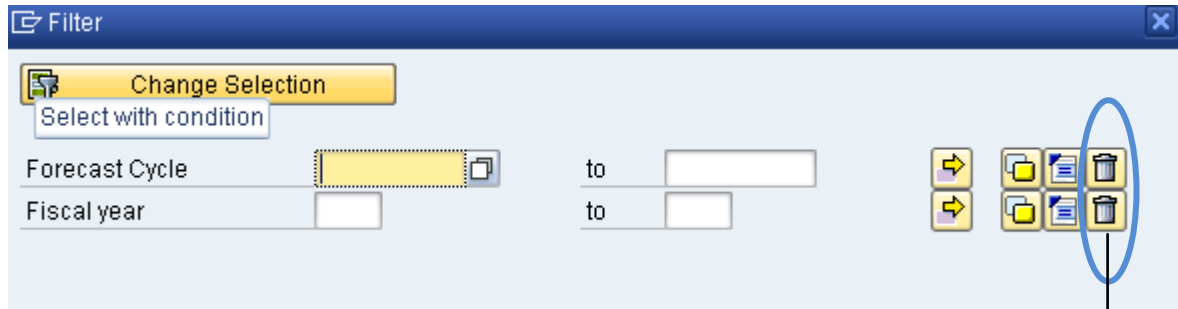 Filter
Change Selection
Select with condition
Forecast Cycle to
Fiscal year to